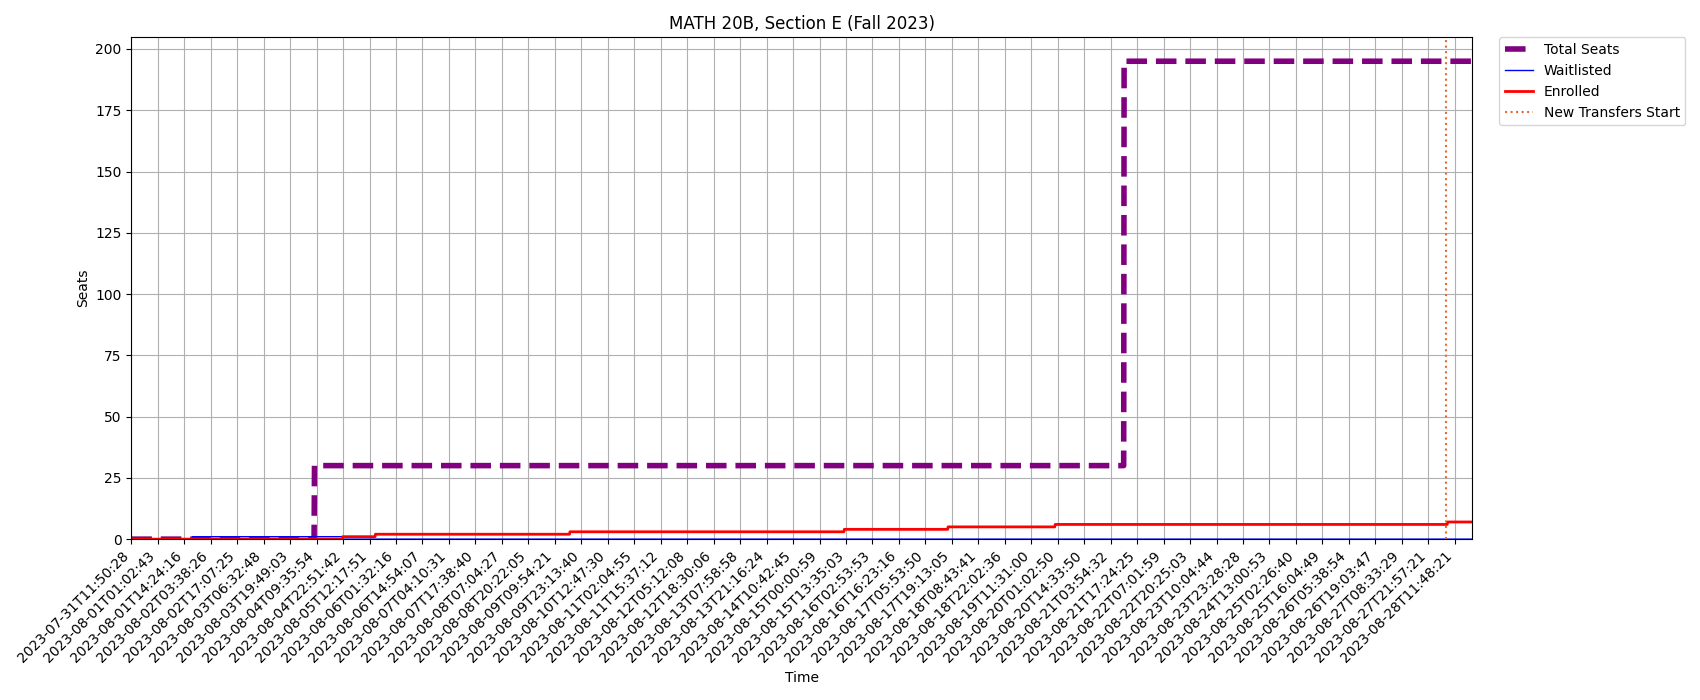 MATH 20B, Section E (Fall 2023)
200
175
150
125
100
75
50
25
0
Seats
Total Seats
Waitlisted
Enrolled
New Transfers Start
2023-07-31T11:50:28
2023-08-01T01:02:43
2023-08-01T14:24:16
2023-08-02T03:38:26
2023-08-02T17:07:25
2023-08-03T06:32:48
2023-08-03T19:49:03
2023-08-04T09:35:54
2023-08-04T22:51:42
2023-08-05T12:17:51
2023-08-06T01:32:16
2023-08-06T14:54:07
2023-08-07T04:10:31
2023-08-07T17:38:40
2023-08-08T07:04:27
2023-08-08T20:22:05
2023-08-09T09:54:21
2023-08-09T23:13:40
2023-08-10T12:47:30
2023-08-11T02:04:55
2023-08-11T15:37:12
2023-08-12T05:12:08
2023-08-12T18:30:06
2023-08-13T07:58:58
2023-08-13T21:16:24
2023-08-14T10:42:45
2023-08-15T00:00:59
2023-08-15T13:35:03
2023-08-16T02:53:53
2023-08-16T16:23:16
2023-08-17T05:53:50
2023-08-17T19:13:05
2023-08-18T08:43:41
2023-08-18T22:02:36
2023-08-19T11:31:00
2023-08-20T01:02:50
2023-08-20T14:33:50
2023-08-21T03:54:32
2023-08-21T17:24:25
2023-08-22T07:01:59
2023-08-22T20:25:03
2023-08-23T10:04:44
2023-08-23T23:28:28
2023-08-24T13:00:53
2023-08-25T02:26:40
2023-08-25T16:04:49
2023-08-26T05:38:54
2023-08-26T19:03:47
2023-08-27T08:33:29
2023-08-27T21:57:21
2023-08-28T11:48:21
Time